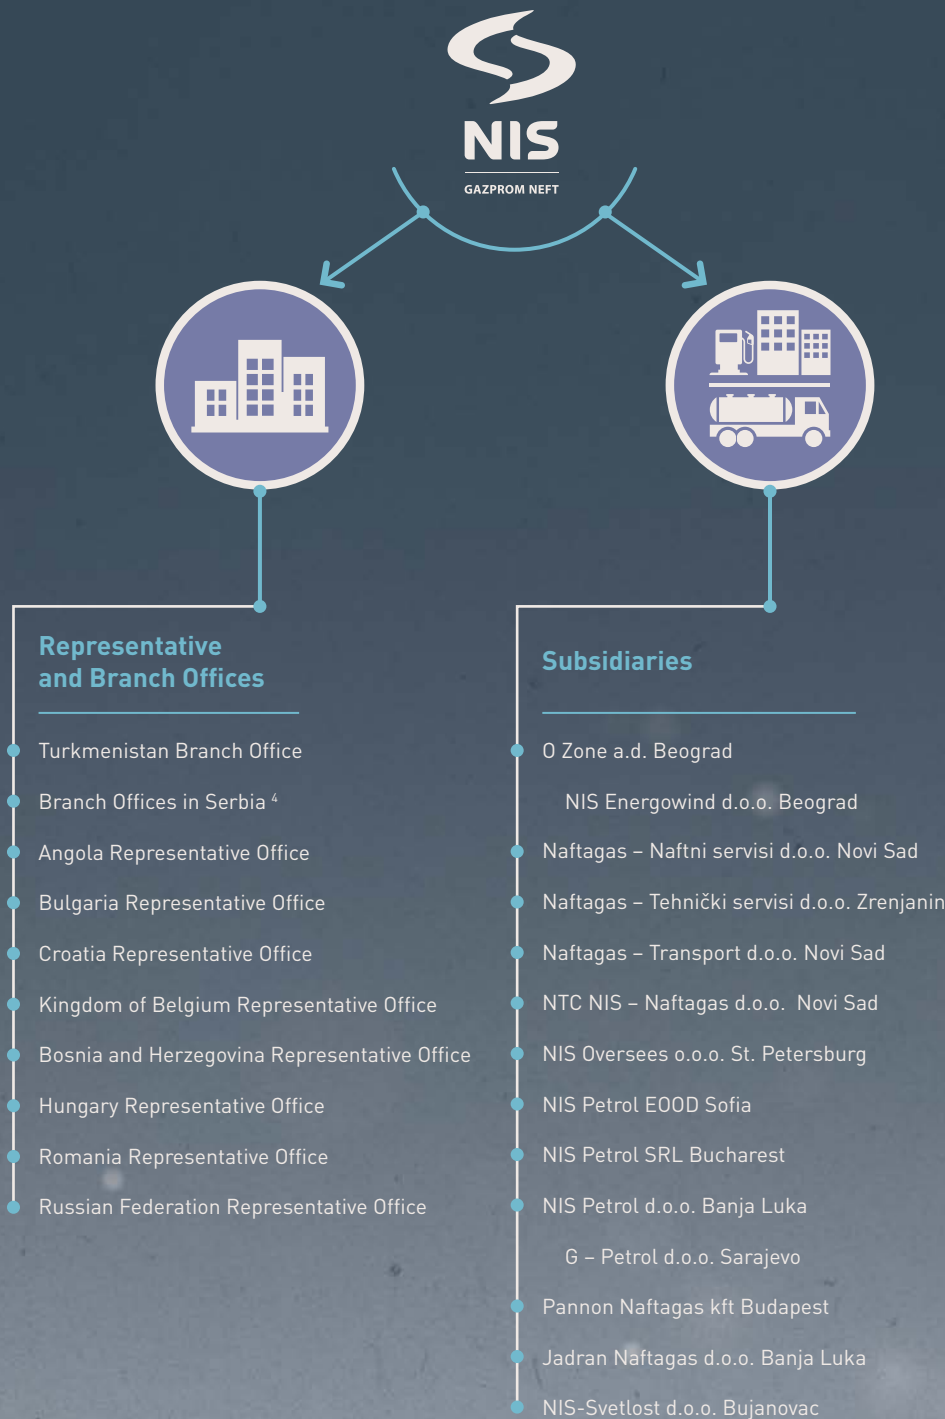 NIS
GAZPROM NEFT
Representative
and Branch Offices
Turkmenistan Branch Office
Branch Offices in Serbia 4
Angola Representative Office
Bulgaria Representative Office
Croatia Representative Office
Kingdom of Belgium Representative Office
Bosnia and Herzegovina Representative Office
Hungary Representative Office
Romania Representative Office
Russian Federation Representative Office
Subsidiaries
O Zone a.d. Beograd
NIS Energowind d.o.o. Beograd
Naftagas – Naftni servisi d.o.o. Novi Sad
Naftagas – Tehnički servisi d.o.o. Zrenjanin
Naftagas – Transport d.o.o. Novi Sad
NTC NIS – Naftagas d.o.o. Novi Sad
NIS Oversees o.o.o. St. Petersburg
NIS Petrol EOOD Sofia
NIS Petrol SRL Bucharest
NIS Petrol d.o.o. Banja Luka
G – Petrol d.o.o. Sarajevo
Pannon Naftagas kft Budapest
Jadran Naftagas d.o.o. Banja Luka
NIS-Svetlost d.o.o. Bujanovac